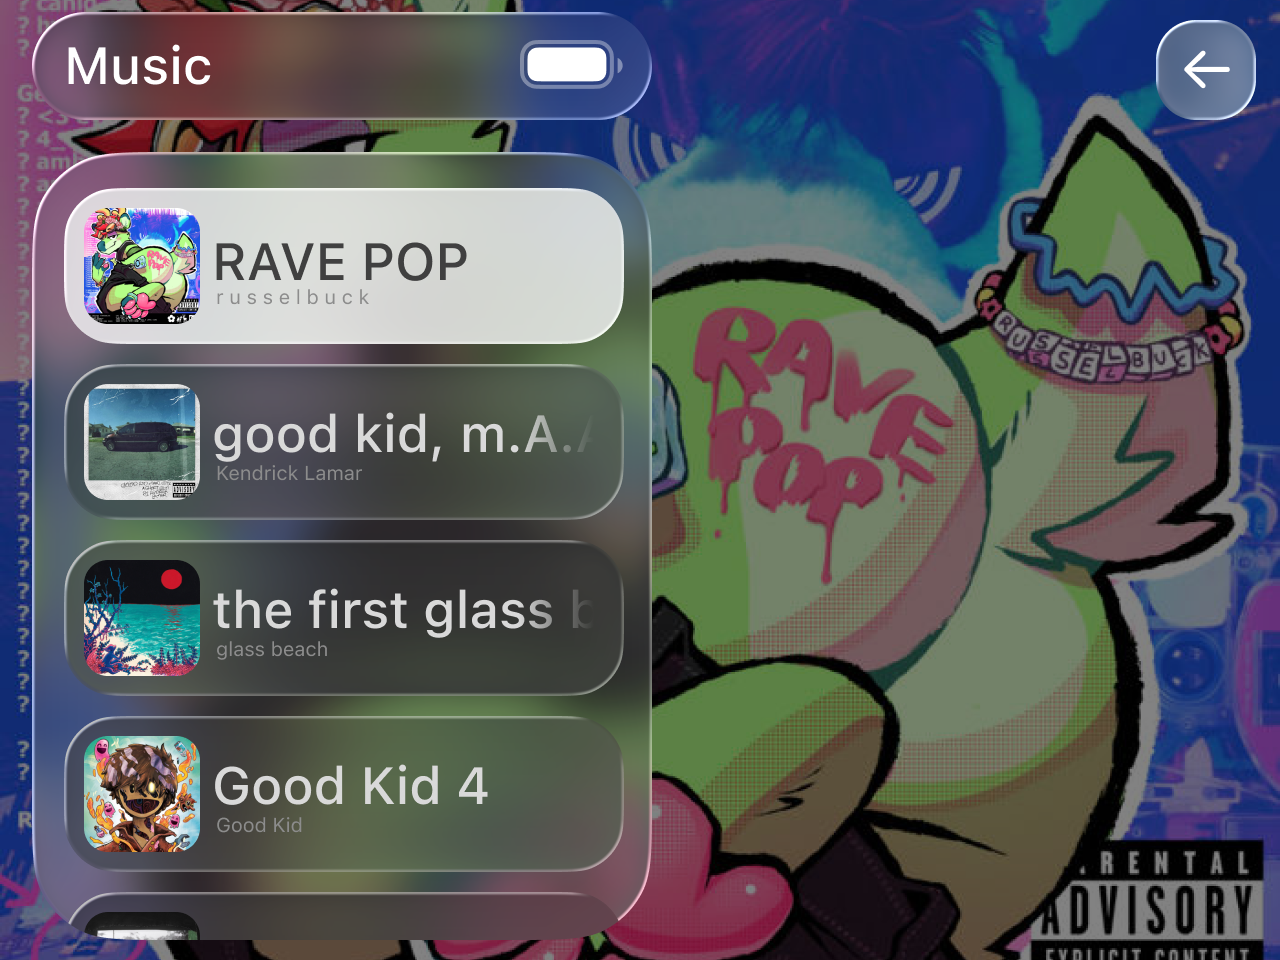 Music
RAVE POP
russelbuck
good kid, m.A.
Kendrick Lamar
the first glass b
glass beach
Good Kid 4
Good Kid
RAVE
POP
RUSSELBUCK
RENTAL
ADVISORY
EXPLICIT CONTENT